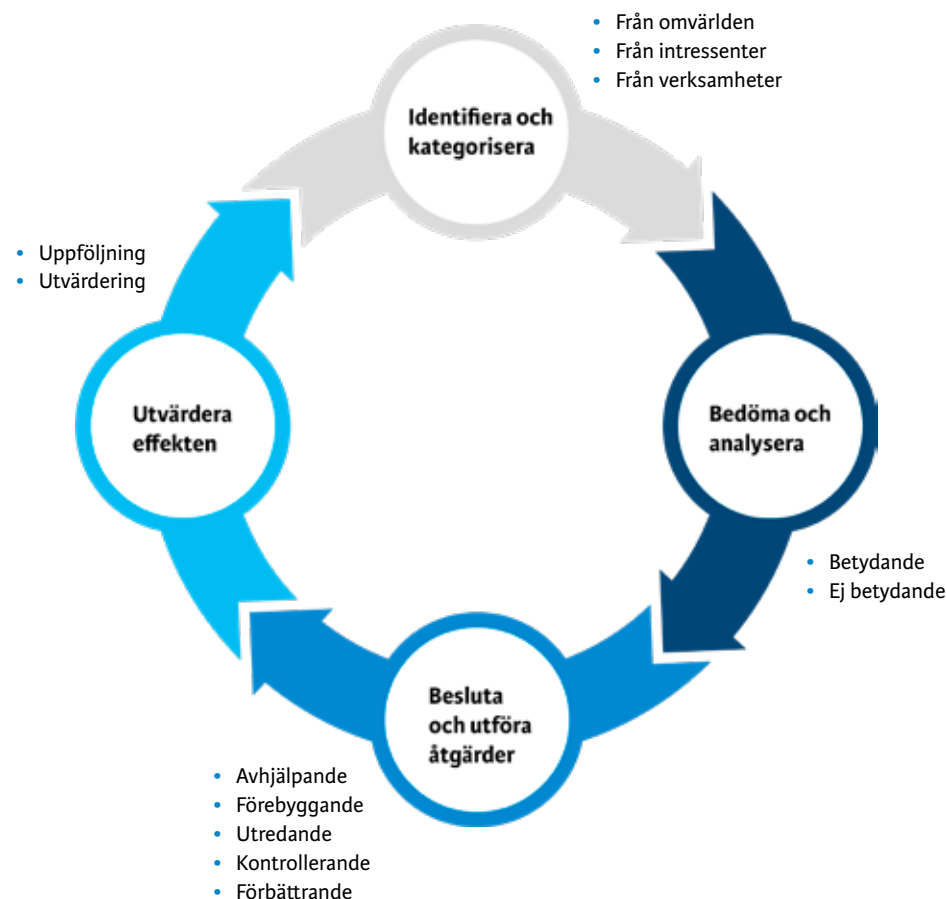 • Från omvärlden
• Från intressenter
• Från verksamheter
Identifiera och
kategorisera
• Uppföljning
• Utvärdering
Utvärdera
effekten
Bedöma och
analysera
• Betydande
• Ej betydande
Besluta
och utföra
åtgärder
• Avhjälpande
• Förebyggande
• Utredande
• Kontrollerande
• Förbättrande